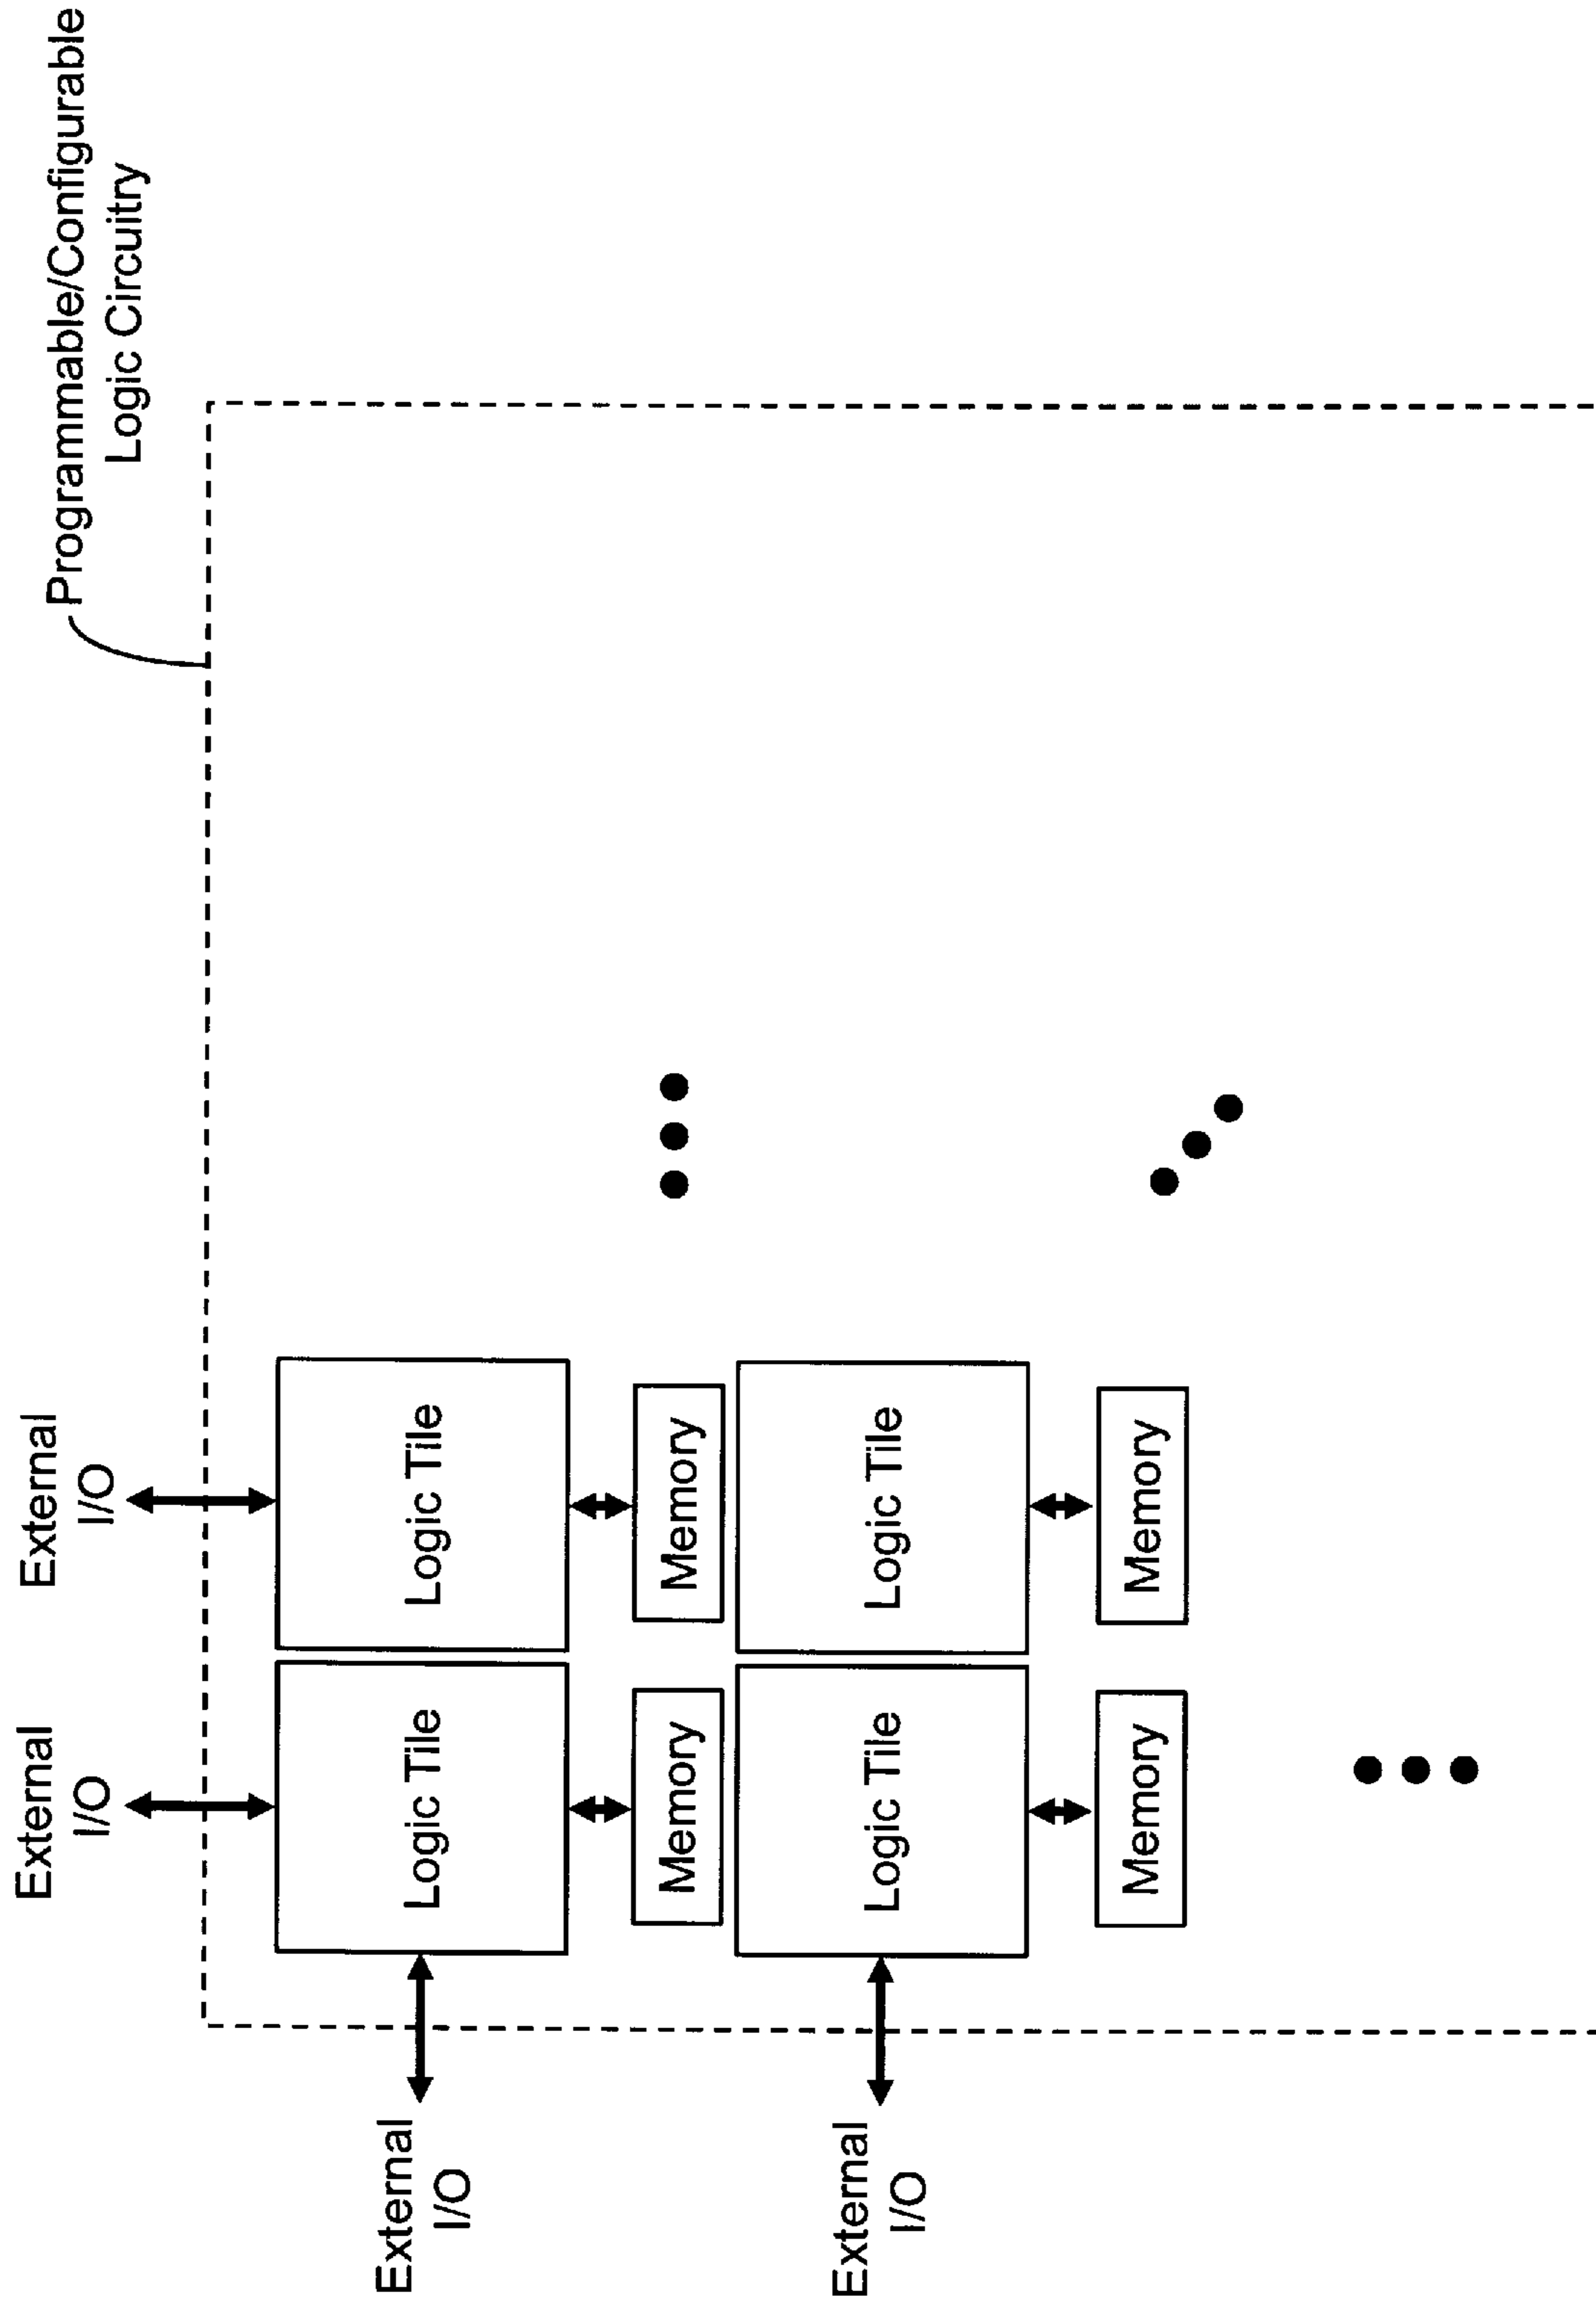 External
I/O
External
I/O
Programmable/Configurable
Logic Circuitry
External
I/O
Logic Tile
Logic Tile
Memory
Memory
External
I/O
Logic Tile
Logic Tile
Memory
Memory